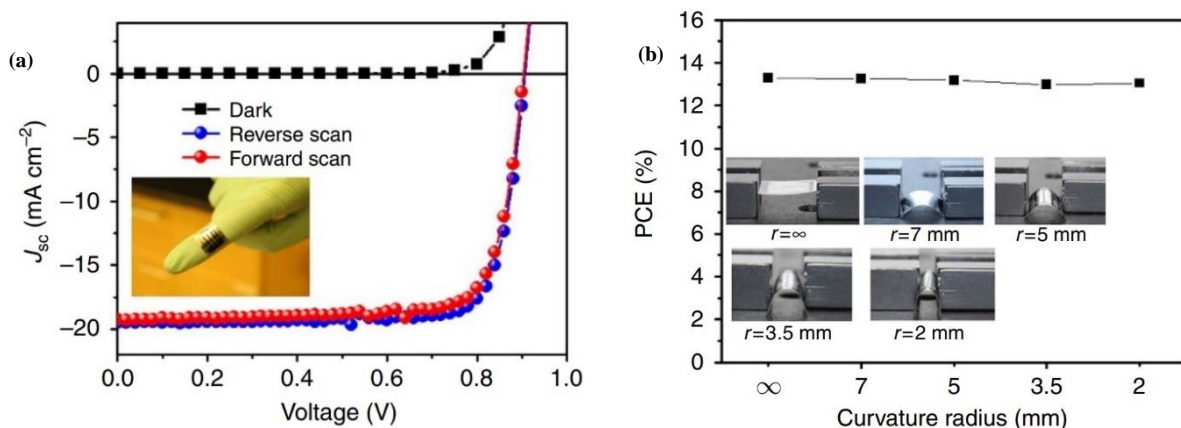 (a)
0
−5
−10
−15
−20
J_sc (mA cm⁻²)
Dark
Reverse scan
Forward scan
0.0 0.2 0.4 0.6 0.8 1.0
Voltage (V)
(b)
16
14
12
10
8
6
4
2
0
PCE (%)
r=∞ r=7 mm r=5 mm
r=3.5 mm r=2 mm
∞ 7 5 3.5 2
Curvature radius (mm)